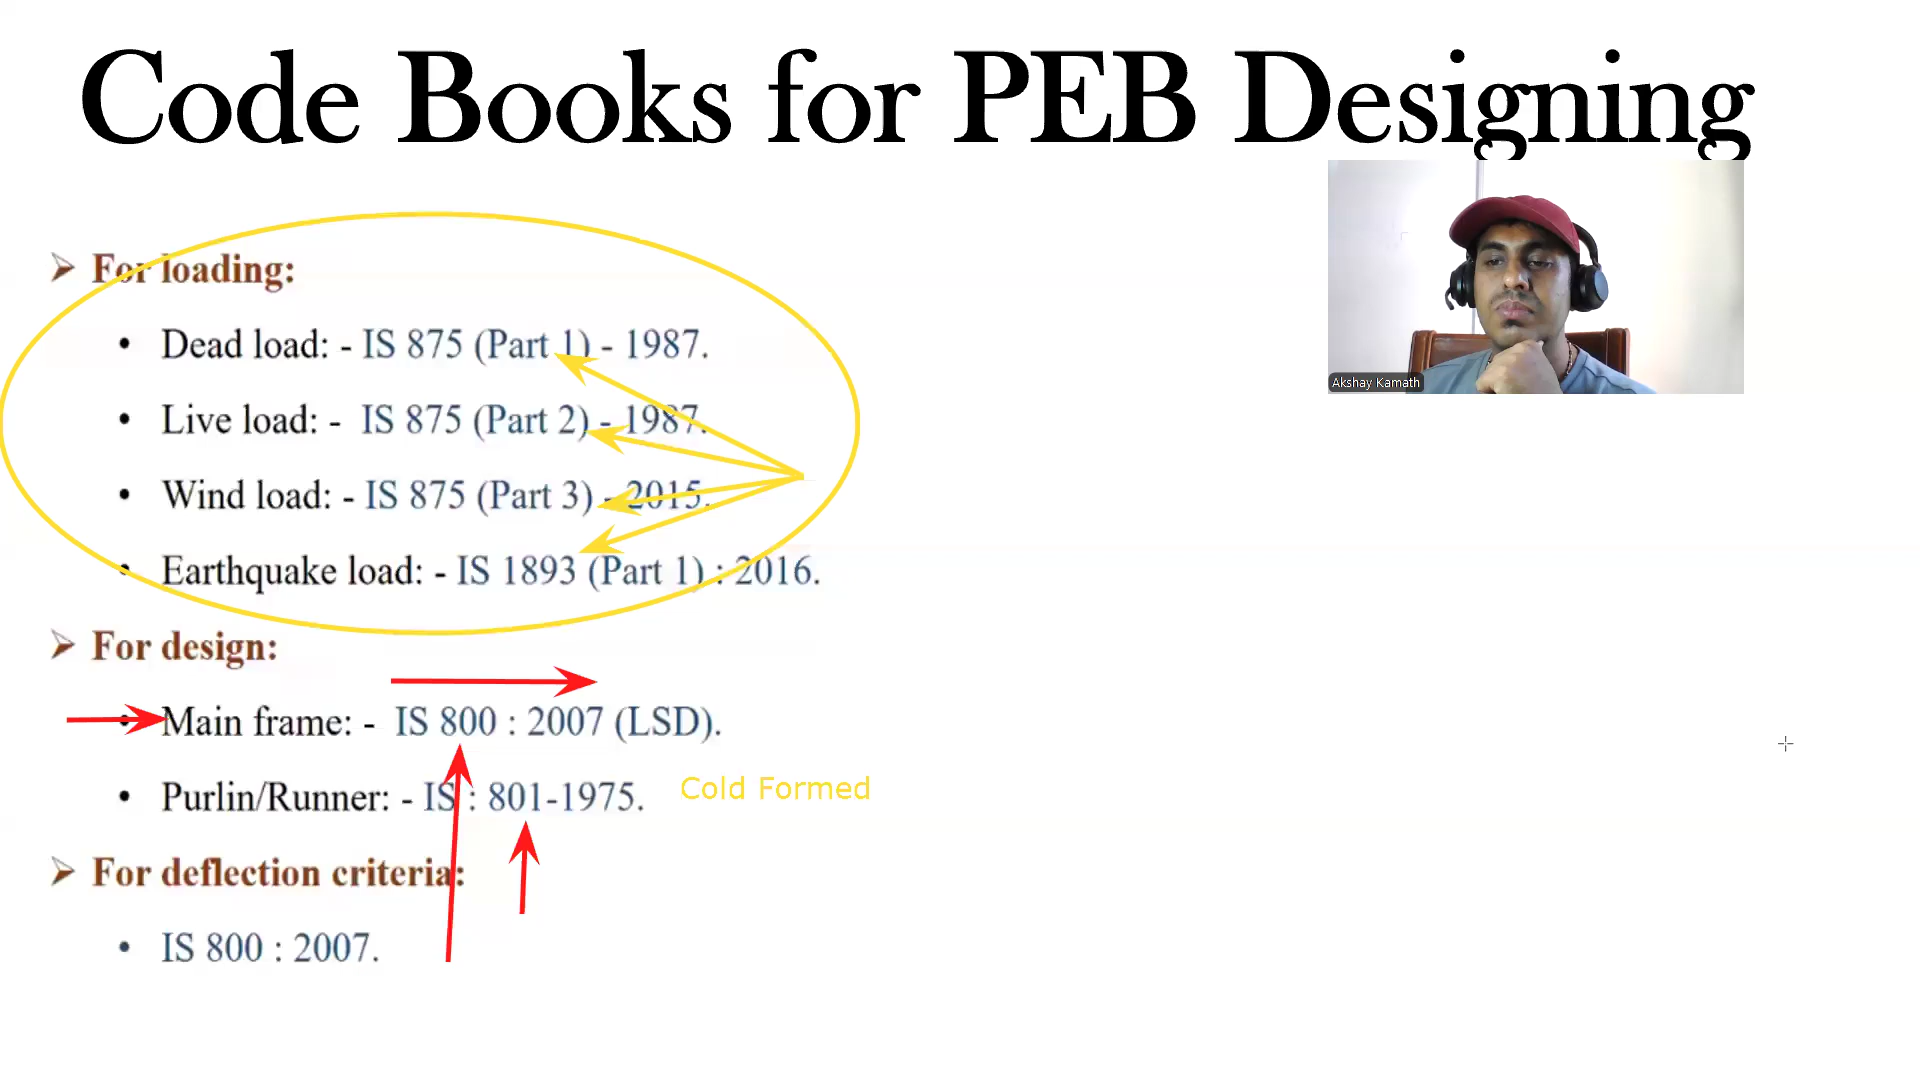 Code Books for PEB Designing
Akshay Kamath
➢ For loading:
• Dead load: - IS 875 (Part 1) - 1987.
• Live load: - IS 875 (Part 2) - 1987.
• Wind load: - IS 875 (Part 3) - 2015.
• Earthquake load: - IS 1893 (Part 1) : 2016.
➢ For design:
• Main frame: - IS 800 : 2007 (LSD).
• Purlin/Runner: - IS : 801-1975. Cold Formed
➢ For deflection criteria:
• IS 800 : 2007.